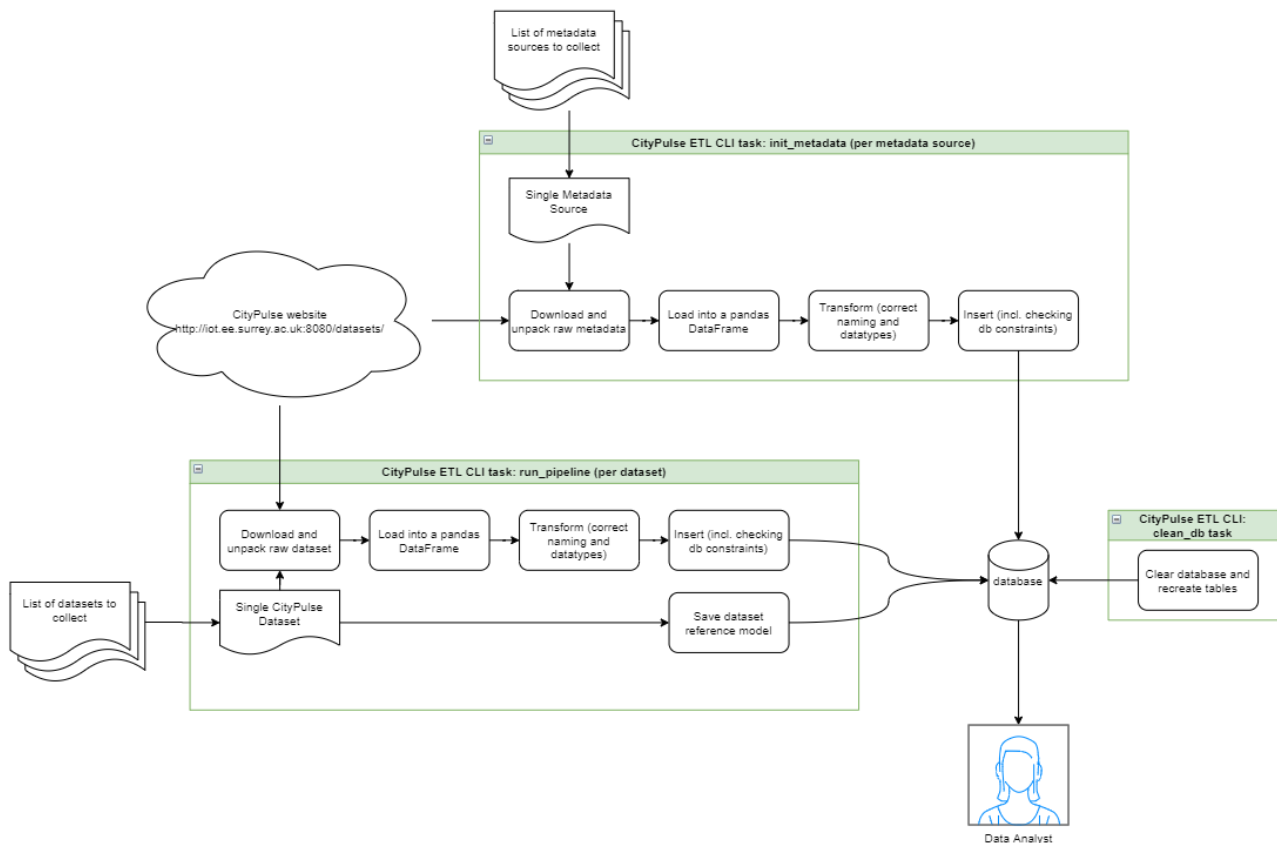 List of metadata
sources to collect
CityPulse ETL CLI task: init_metadata (per metadata source)
Single Metadata
Source
CityPulse website
http://iot.ee.surrey.ac.uk:8080/datasets/
Download and
unpack raw metadata
Load into a pandas
DataFrame
Transform (correct
naming and
datatypes)
Insert (incl. checking
db constraints)
CityPulse ETL CLI task: run_pipeline (per dataset)
Download and
unpack raw dataset
Load into a pandas
DataFrame
Transform (correct
naming and
datatypes)
Insert (incl. checking
db constraints)
CityPulse ETL CLI:
clean_db task
Clear database and
recreate tables
database
List of datasets to
collect
Single CityPulse
Dataset
Save dataset
reference model
Data Analyst